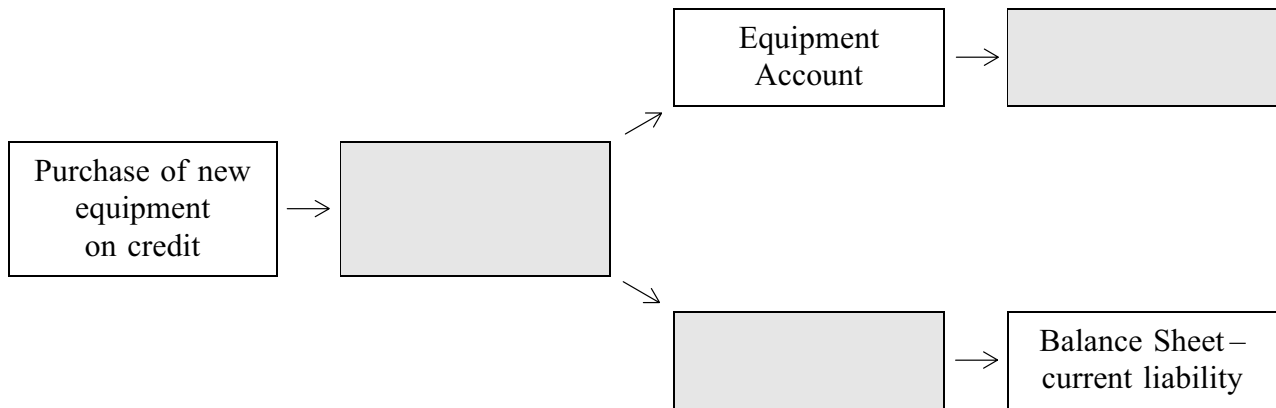 Equipment
Account
Purchase of new
equipment
on credit
Balance Sheet –
current liability